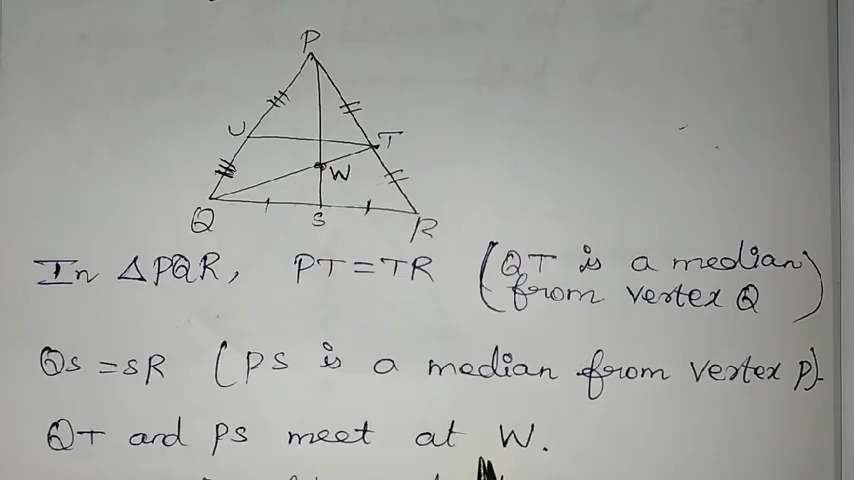 P
U
T
W
Q
S
R
In ΔPQR, PT = TR (QT is a median
from vertex Q)
QS = SR (PS is a median from vertex P)
QT and PS meet at W.